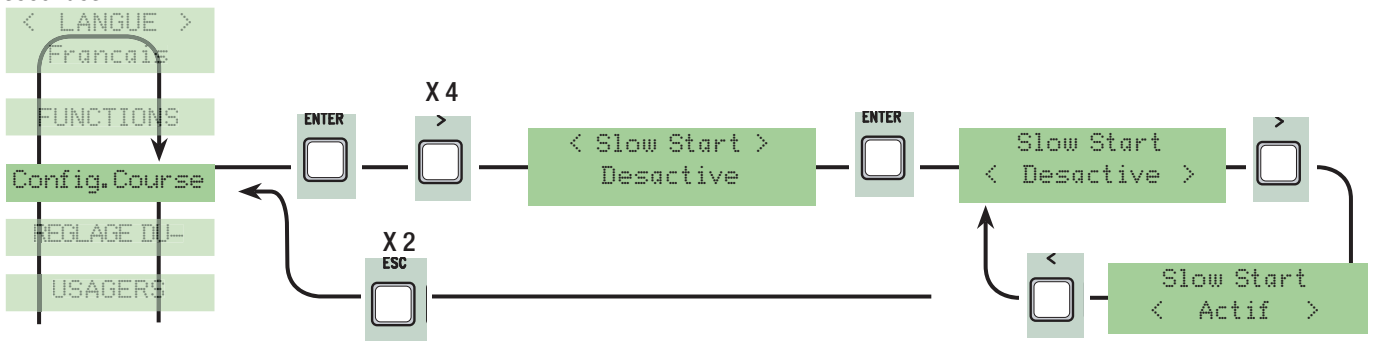 < LANGUE >
Francais
FUNCTIONS
Config.Course
REGLAGE DU-
USAGERS
ENTER
X 4
>
< Slow Start >
Desactive
ENTER
Slow Start
< Desactive >
>
Slow Start
< Actif >
<
X 2
ESC